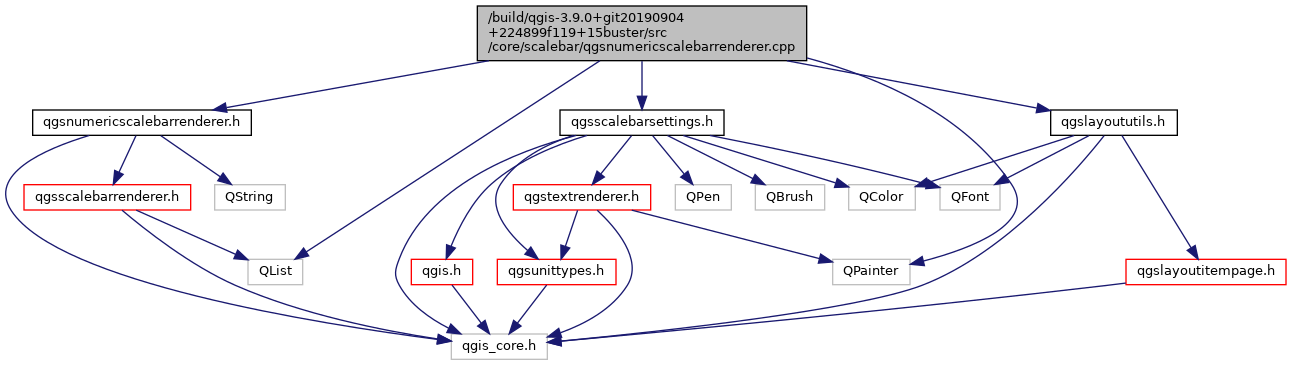 /build/qgis-3.9.0+git20190904
+224899f119+15buster/src
/core/scalebar/qgsnumericscalebarrenderer.cpp
qgsnumericscalebarrenderer.h
qgsscalebarsettings.h
qgslayoututils.h
qgsscalebarrenderer.h
QString
qgstextrenderer.h
QPen
QBrush
QColor
QFont
QList
qgis.h
qgsunittypes.h
QPainter
qgslayoutitempage.h
qgis_core.h